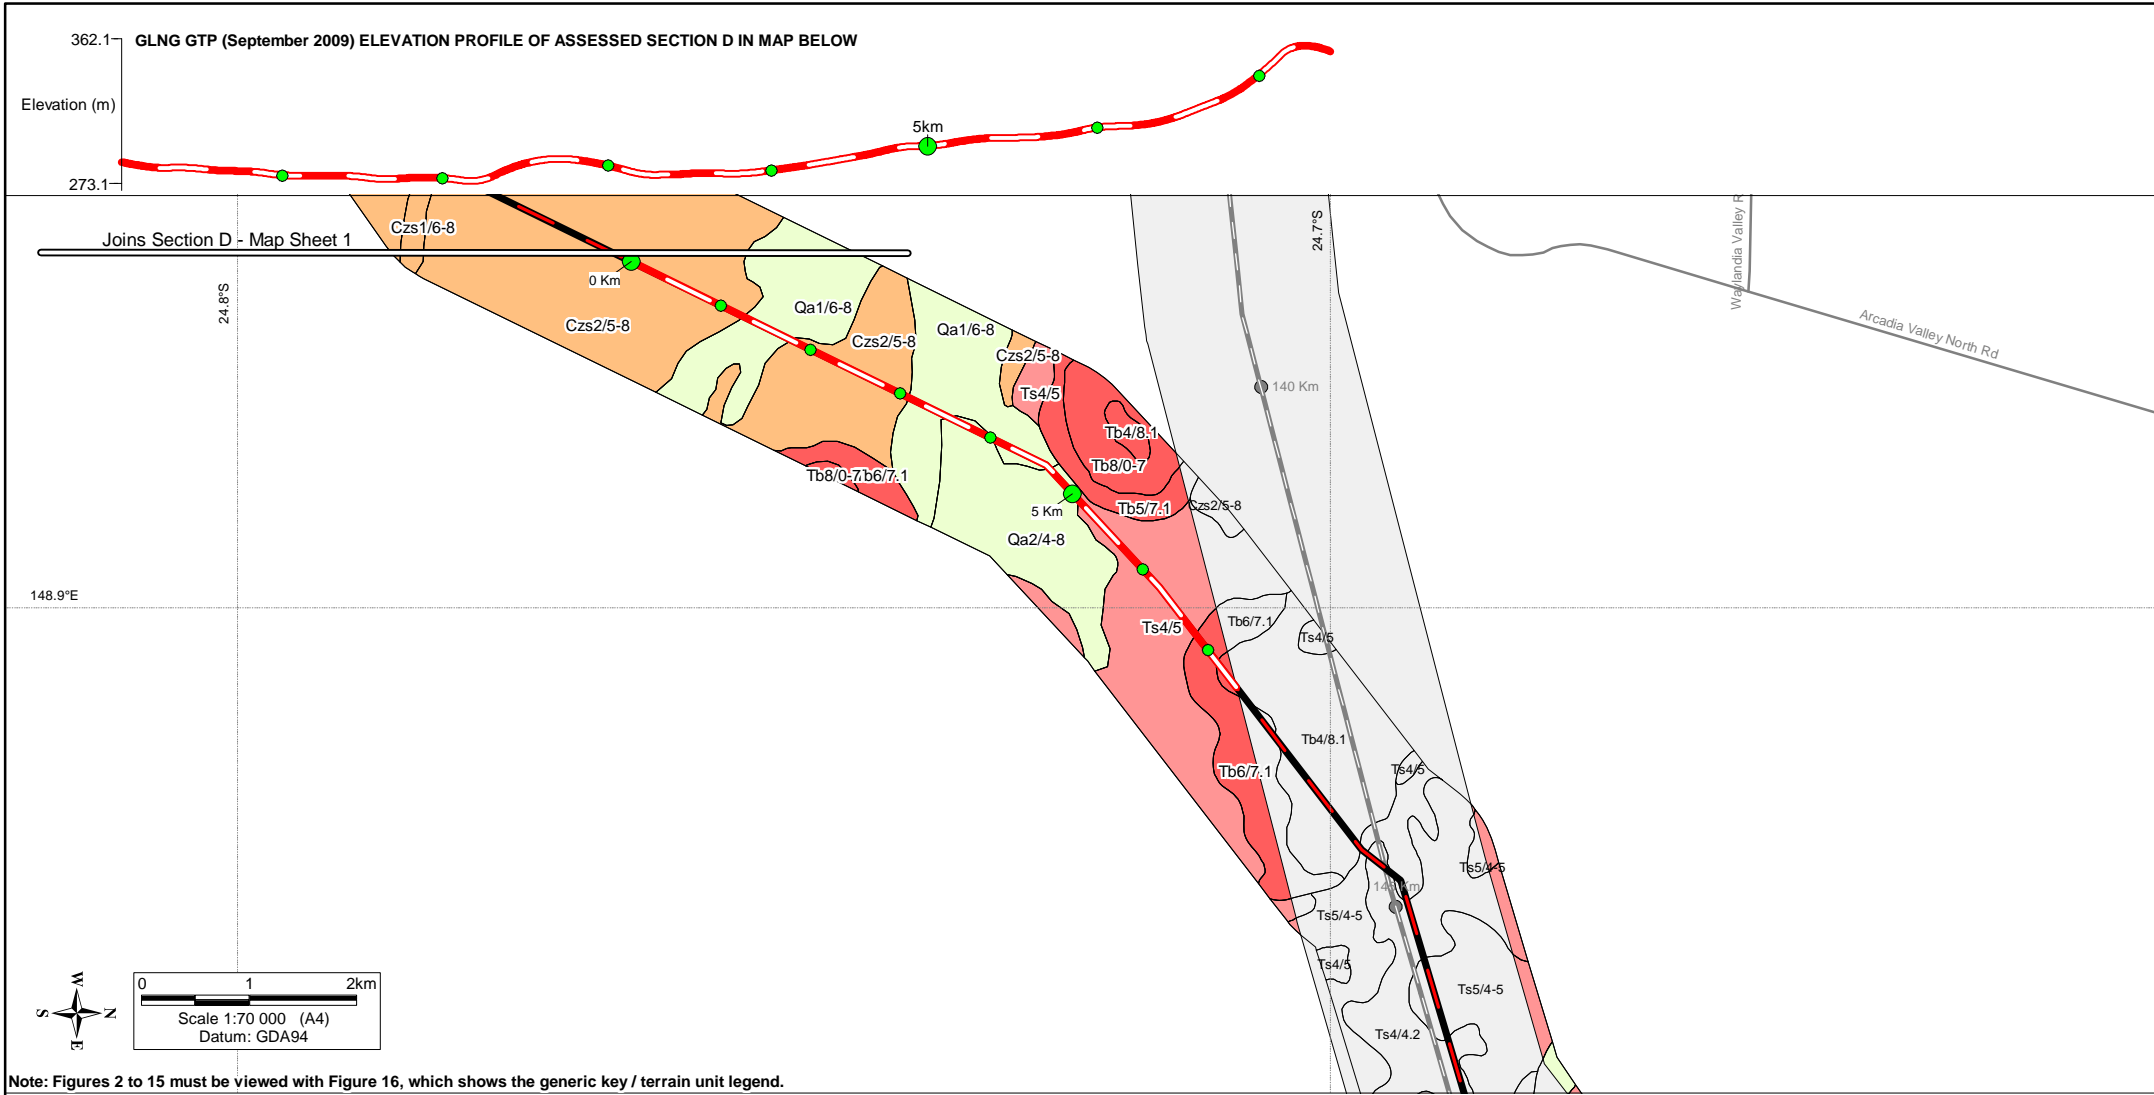 362.1
GLNG GTP (September 2009) ELEVATION PROFILE OF ASSESSED SECTION D IN MAP BELOW
Elevation (m)
5km
273.1
Joins Section D - Map Sheet 1
Czs1/6-8
0 Km
24.8°S
24.7°S
Waylandia Valley R
Arcadia Valley North Rd
Qa1/6-8
Czs2/5-8
Czs2/5-8
Qa1/6-8
Czs2/5-8
Ts4/5
140 Km
Tb4/8.1
Tb8/0-7
Tb8/0-7
Tb6/7.1
Tb5/7.1
Czs2/5-8
5 Km
Qa2/4-8
148.9°E
Ts4/5
Tb6/7.1
Ts4/5
Tb4/8.1
Tb6/7.1
Ts4/5
Ts5/4-5
145 Km
Ts5/4-5
Ts4/5
Ts5/4-5
Ts4/4.2
W
S
N
E
0 1 2km
Scale 1:70 000 (A4)
Datum: GDA94
Note: Figures 2 to 15 must be viewed with Figure 16, which shows the generic key / terrain unit legend.